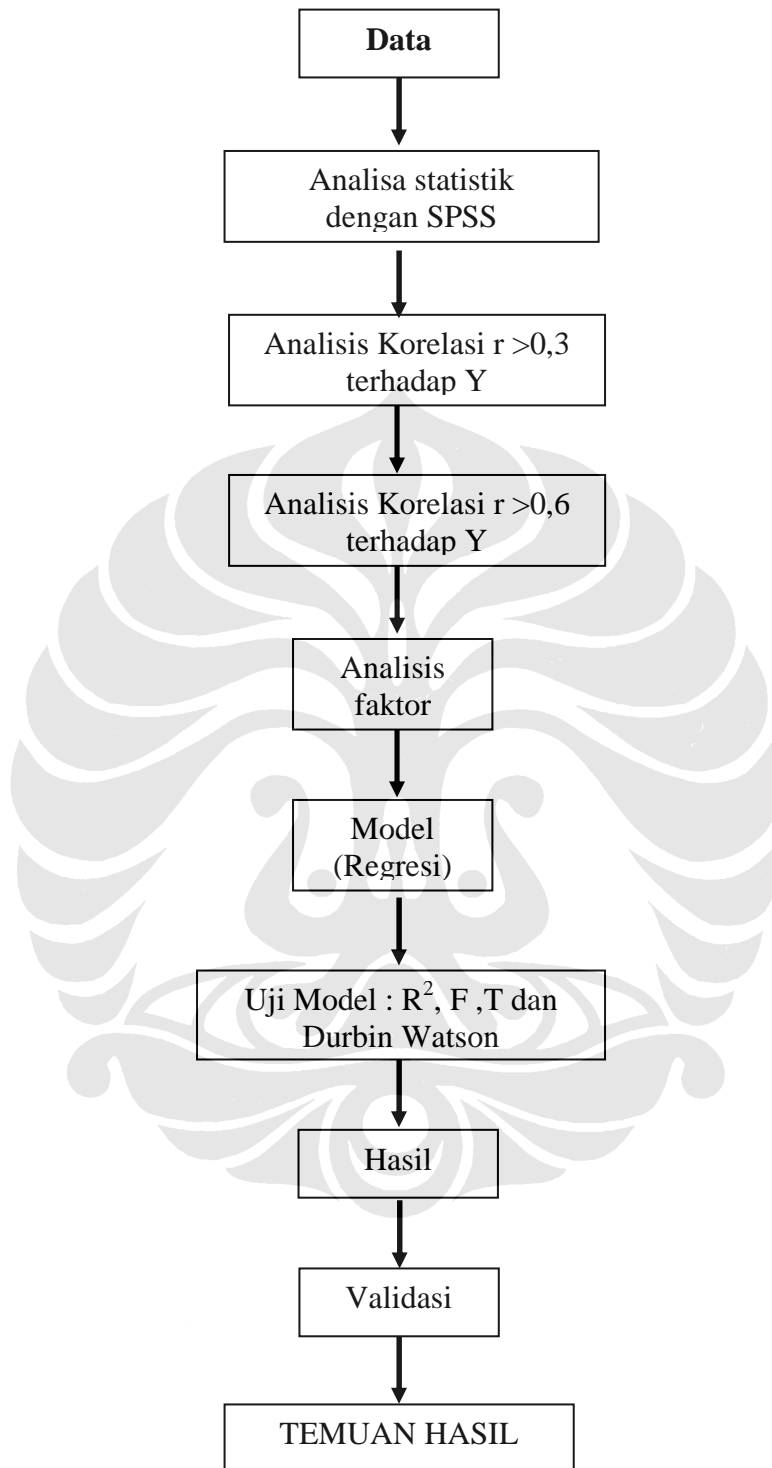 Data
Analisa statistik
dengan SPSS
Analisis Korelasi r >0,3
terhadap Y
Analisis Korelasi r >0,6
terhadap Y
Analisis
faktor
Model
(Regresi)
Uji Model : R², F ,T dan
Durbin Watson
Hasil
Validasi
TEMUAN HASIL